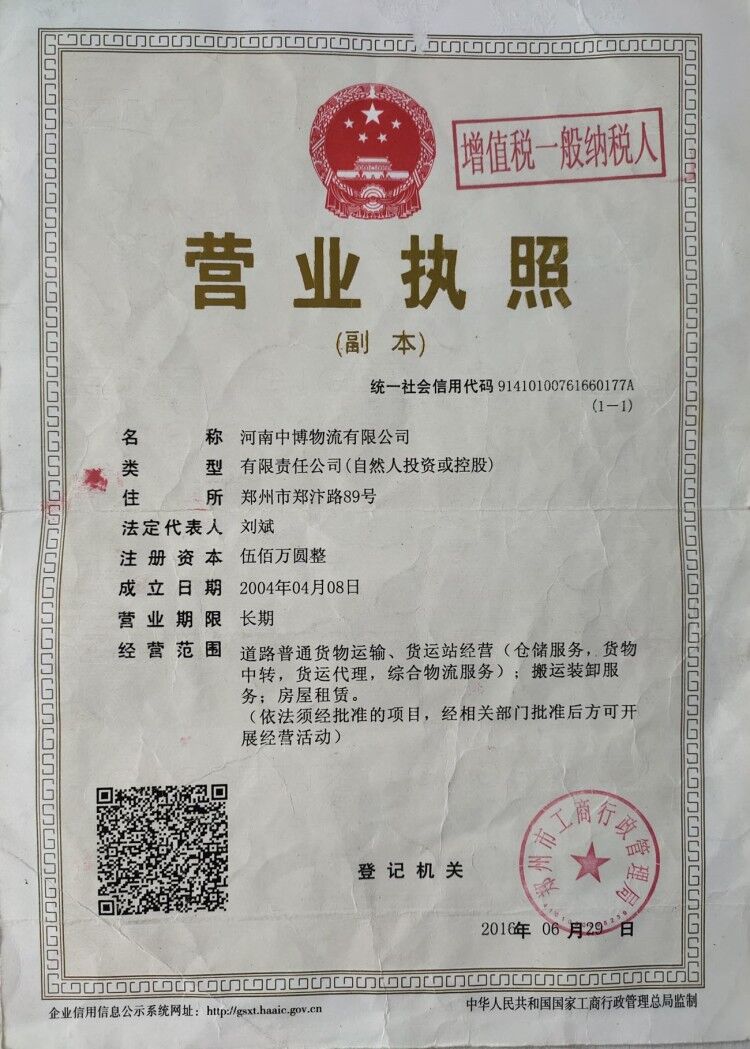 增值税一般纳税人
营业执照
(副本)
统一社会信用代码 91410100761660177A
(1-1)
名称 河南中博物流有限公司
类型 有限责任公司(自然人投资或控股)
住所 郑州市郑汴路89号
法定代表人 刘斌
注册资本 伍佰万圆整
成立日期 2004年04月08日
营业期限 长期
经营范围 道路普通货物运输、货运站经营(仓储服务,货物
中转,货运代理,综合物流服务);搬运装卸服
务;房屋租赁。
(依法须经批准的项目,经相关部门批准后方可开
展经营活动)
郑州市工商行政管理局
登记机关
2016年 06 月29 日
企业信用信息公示系统网址: http://gsxt.haaic.gov.cn
中华人民共和国国家工商行政管理总局监制